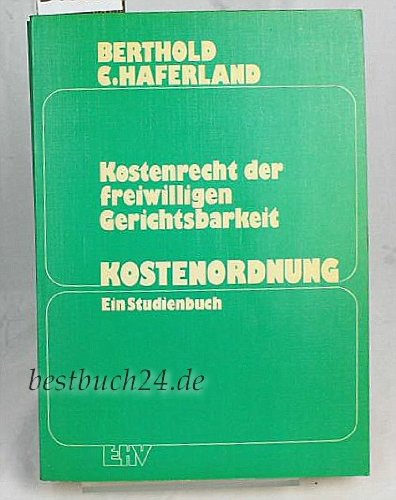 BERTHOLD
C.HAFERLAND
Kostenrecht der
freiwilligen
Gerichtsbarkeit
KOSTENORDNUNG
Ein Studienbuch
bestbuch24.de
EHV